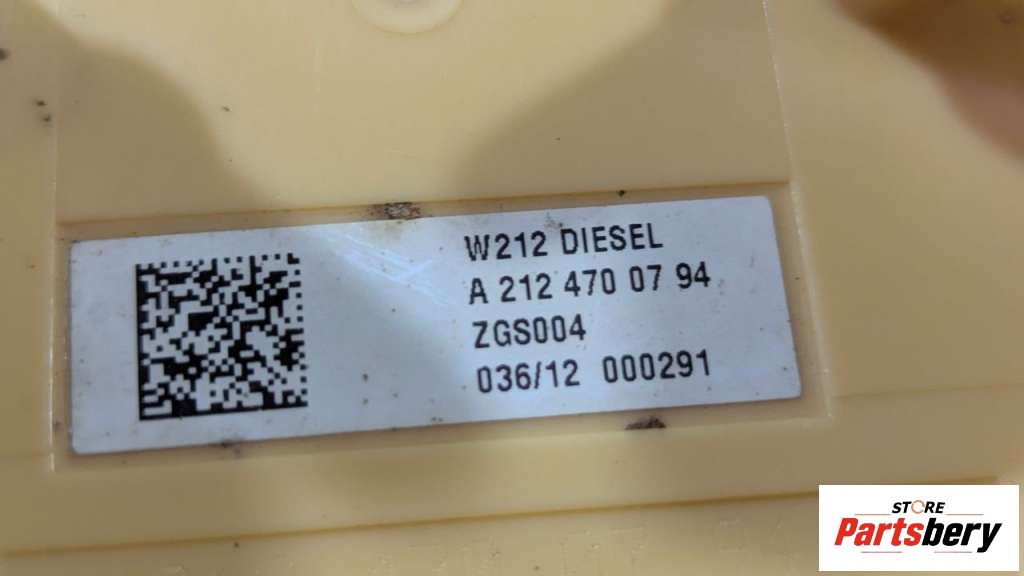 W212 DIESEL
A 212 470 07 94
ZGS004
036/12 000291
STORE
Partsbery